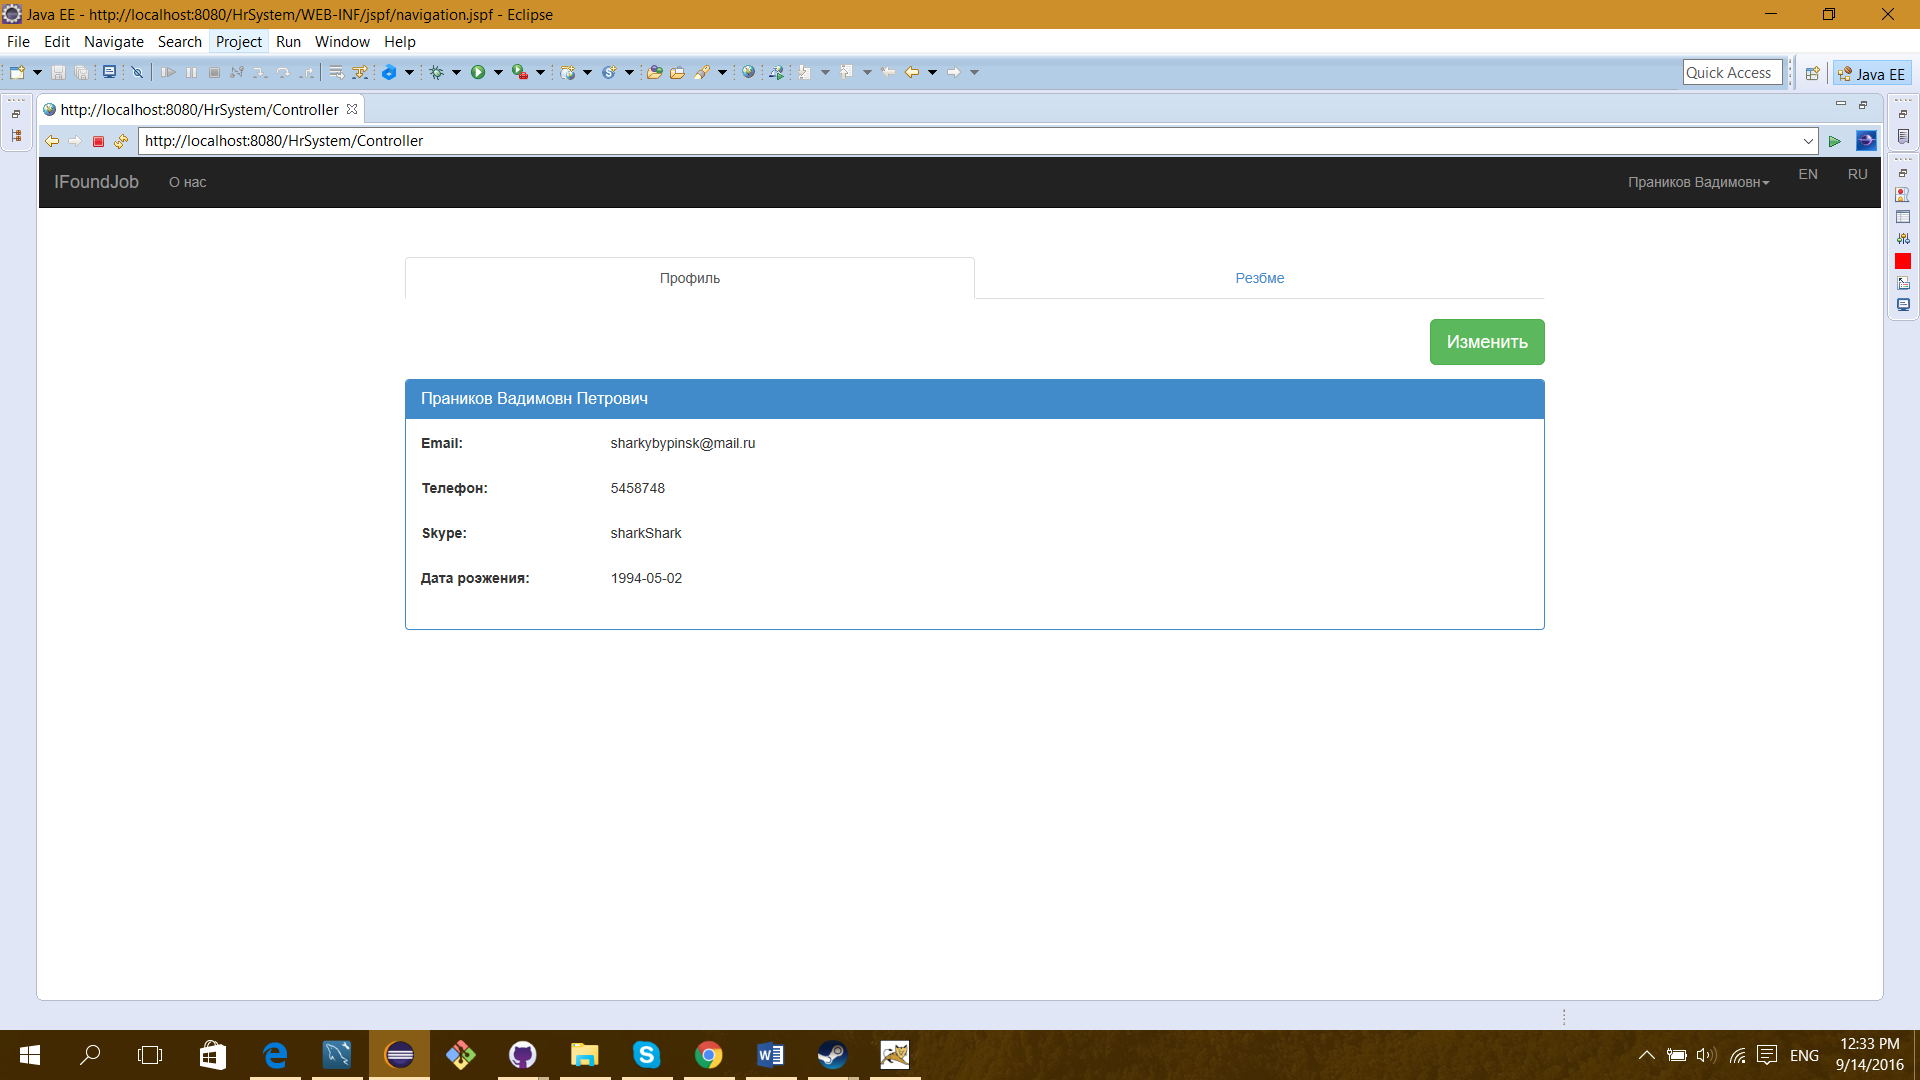 Java EE - http://localhost:8080/HrSystem/WEB-INF/jspf/navigation.jspf - Eclipse
File Edit Navigate Search Project Run Window Help
Quick Access
Java EE
http://localhost:8080/HrSystem/Controller
http://localhost:8080/HrSystem/Controller
IFoundJob О нас Праников Вадимовн EN RU
Профиль Резбме
Изменить
Праников Вадимовн Петрович
Email: sharkybypinsk@mail.ru
Телефон: 5458748
Skype: sharkShark
Дата роэжения: 1994-05-02
ENG
12:33 PM
9/14/2016